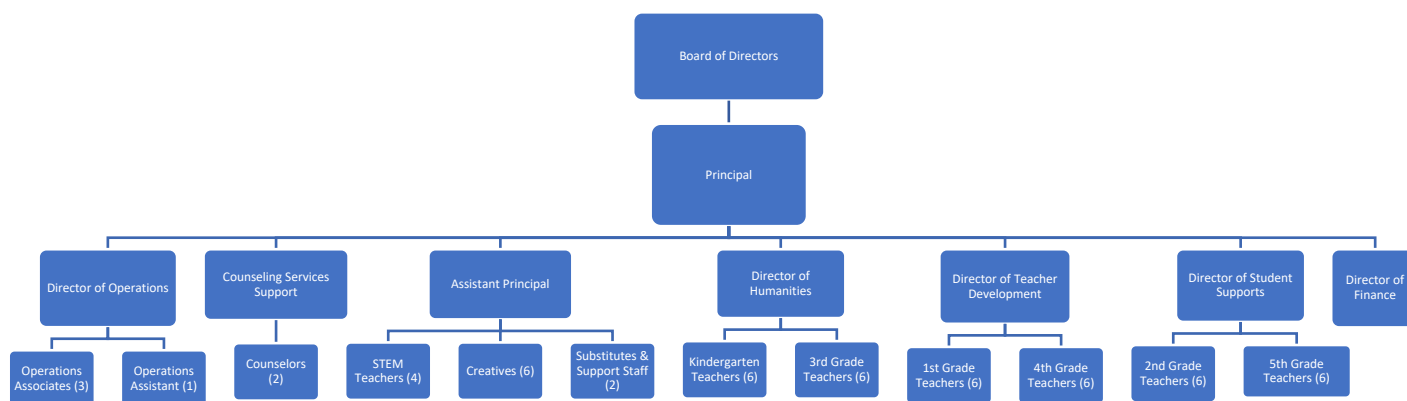 Board of Directors
Principal
Director of Operations
Counseling Services
Support
Assistant Principal
Director of
Humanities
Director of Teacher
Development
Director of Student
Supports
Director of
Finance
Operations
Associates (3)
Operations
Assistant (1)
Counselors
(2)
STEM
Teachers (4)
Creatives (6)
Substitutes &
Support Staff
(2)
Kindergarten
Teachers (6)
3rd Grade
Teachers (6)
1st Grade
Teachers (6)
4th Grade
Teachers (6)
2nd Grade
Teachers (6)
5th Grade
Teachers (6)